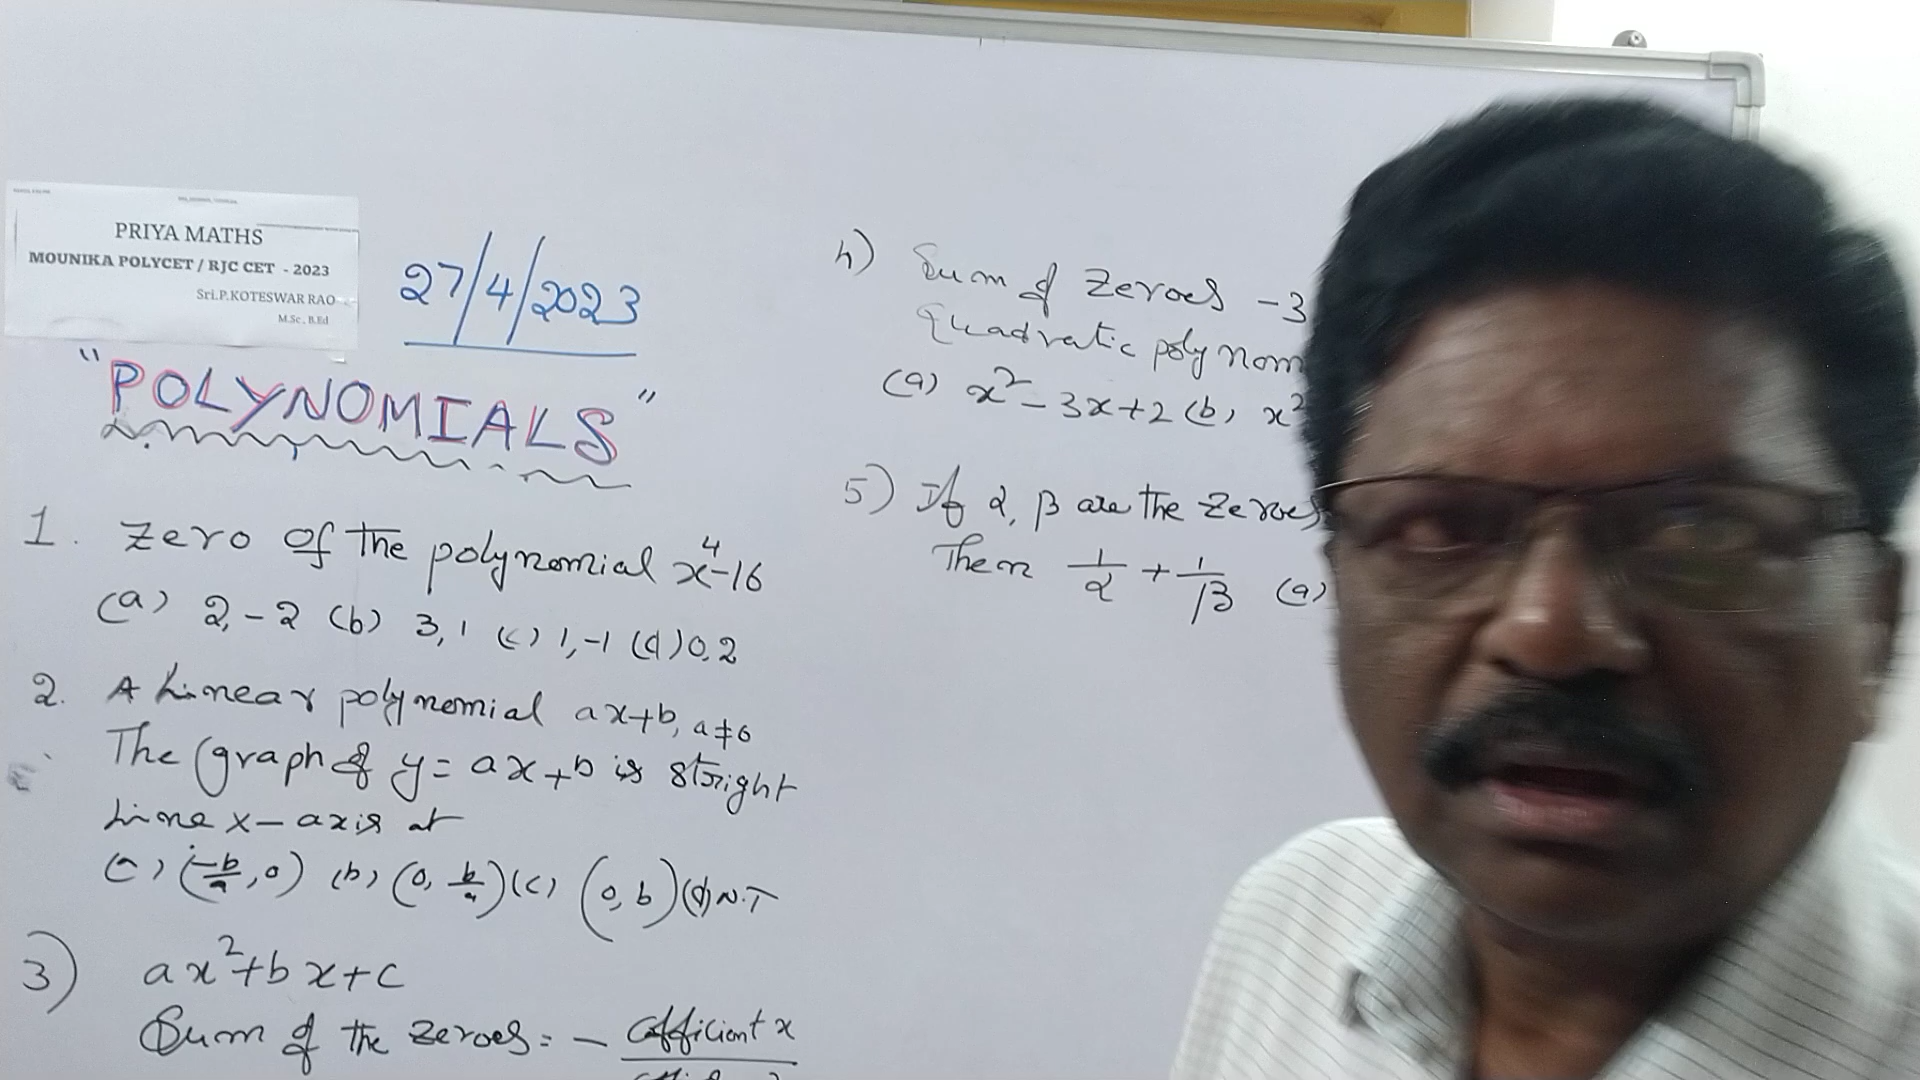 PRIYA MATHS
MOUNIKA POLYCET / RJC CET - 2023
Sri.P.KOTESWAR RAO
M.Sc., B.Ed
27/4/2023
"POLYNOMIALS"
1. Zero of the polynomial x⁴-16
(a) 2,-2 (b) 3,1 (c) 1,-1 (d) 0,2
2. A Linear polynomial ax+b, a≠0
The graph of y=ax+b is stright
Line x-axis at
(a) (-b/a, 0) (b) (0, b/a) (c) (0, b) (d) N.T
3) ax²+bx+c
Sum of the zeroes = - Cofficient x
4) Sum of zeroes -3
Quadratic polynom
(a) x²-3x+2 (b) x²
5) If α, β are the zeroes
Then 1/α + 1/β (a)